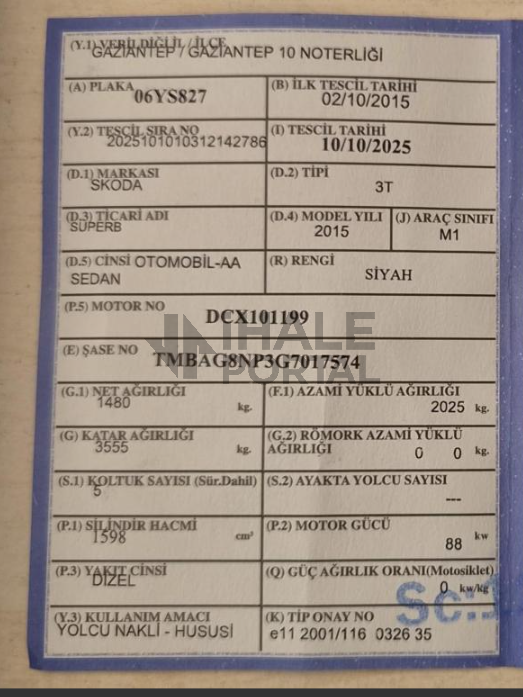 (Y.1) VERİLDİĞİ İL / İLÇE
GAZİANTEP / GAZİANTEP 10 NOTERLİĞİ
(A) PLAKA 06YS827
(B) İLK TESCİL TARİHİ
02/10/2015
(Y.2) TESCİL SIRA NO
2025101010312142786
(I) TESCİL TARİHİ
10/10/2025
(D.1) MARKASI
SKODA
(D.2) TİPİ
3T
(D.3) TİCARİ ADI
SUPERB
(D.4) MODEL YILI
2015
(J) ARAÇ SINIFI
M1
(D.5) CİNSİ OTOMOBİL-AA
SEDAN
(R) RENGİ
SİYAH
(P.5) MOTOR NO
DCX101199
İHALE
PORTAL
(E) ŞASE NO
TMBAG8NP3G7017574
(G.1) NET AĞIRLIĞI
1480 kg.
(F.1) AZAMİ YÜKLÜ AĞIRLIĞI
2025 kg.
(G) KATAR AĞIRLIĞI
3555 kg.
(G.2) RÖMORK AZAMİ YÜKLÜ
AĞIRLIĞI 0 0 kg.
(S.1) KOLTUK SAYISI (Sür.Dahil)
5
(S.2) AYAKTA YOLCU SAYISI
---
(P.1) SİLİNDİR HACMİ
1598 cm³
(P.2) MOTOR GÜCÜ
88 kw
(P.3) YAKIT CİNSİ
DİZEL
(Q) GÜÇ AĞIRLIK ORANI(Motosiklet)
0 kw/kg
Sc:1
(Y.3) KULLANIM AMACI
YOLCU NAKLİ - HUSUSİ
(K) TİP ONAY NO
e11 2001/116 0326 35